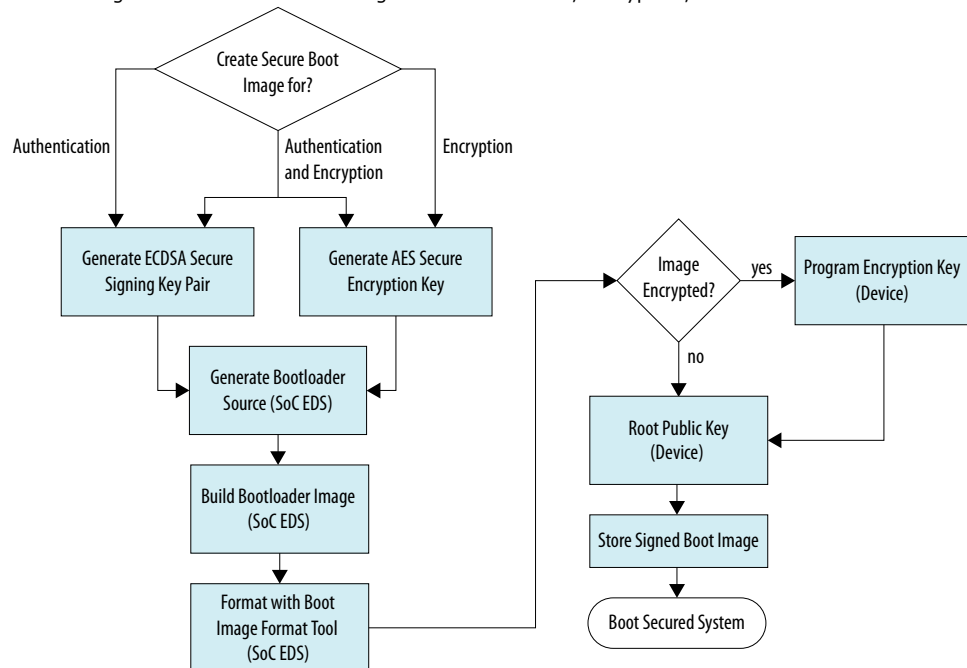 Create Secure Boot
Image for?
Authentication
Authentication
and Encryption
Encryption
Generate ECDSA Secure
Signing Key Pair
Generate AES Secure
Encryption Key
Generate Bootloader
Source (SoC EDS)
Build Bootloader Image
(SoC EDS)
Format with Boot
Image Format Tool
(SoC EDS)
Image
Encrypted?
yes
Program Encryption Key
(Device)
no
Root Public Key
(Device)
Store Signed Boot Image
Boot Secured System